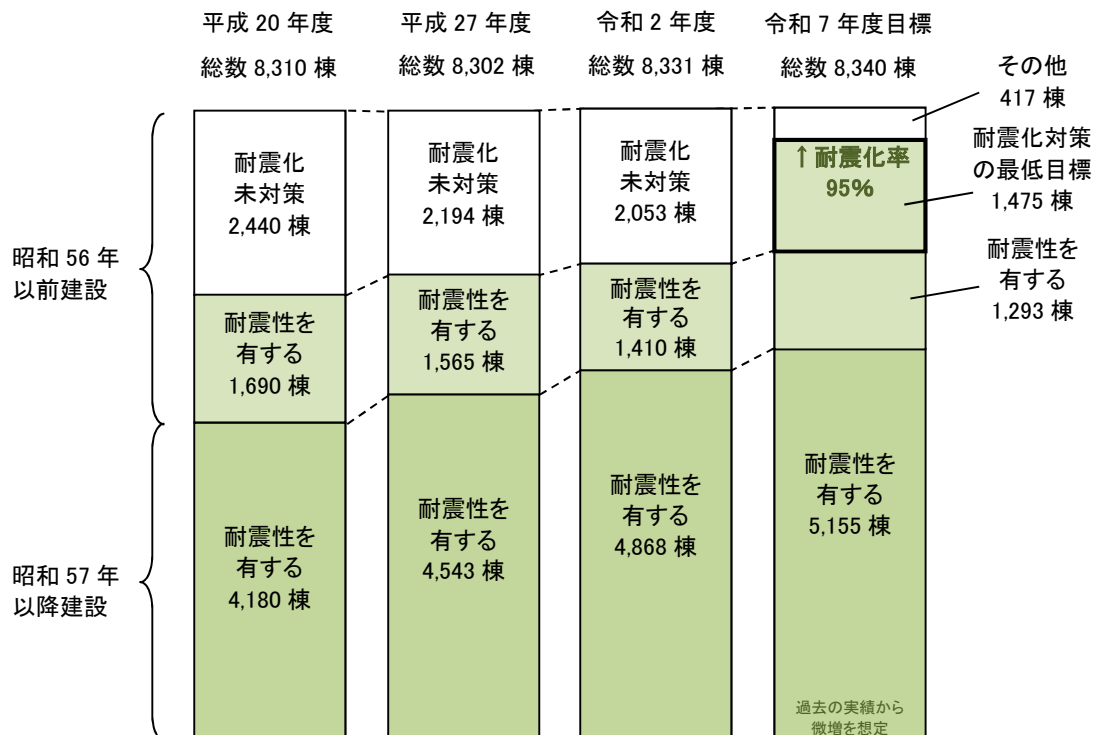 平成 20 年度
総数 8,310 棟
平成 27 年度
総数 8,302 棟
令和 2 年度
総数 8,331 棟
令和 7 年度目標
総数 8,340 棟
昭和 56 年
以前建設
昭和 57 年
以降建設
耐震化
未対策
2,440 棟
耐震性を
有する
1,690 棟
耐震性を
有する
4,180 棟
耐震化
未対策
2,194 棟
耐震性を
有する
1,565 棟
耐震性を
有する
4,543 棟
耐震化
未対策
2,053 棟
耐震性を
有する
1,410 棟
耐震性を
有する
4,868 棟
↑耐震化率
95%
耐震性を
有する
5,155 棟
過去の実績から
微増を想定
その他
417 棟
耐震化対策
の最低目標
1,475 棟
耐震性を
有する
1,293 棟